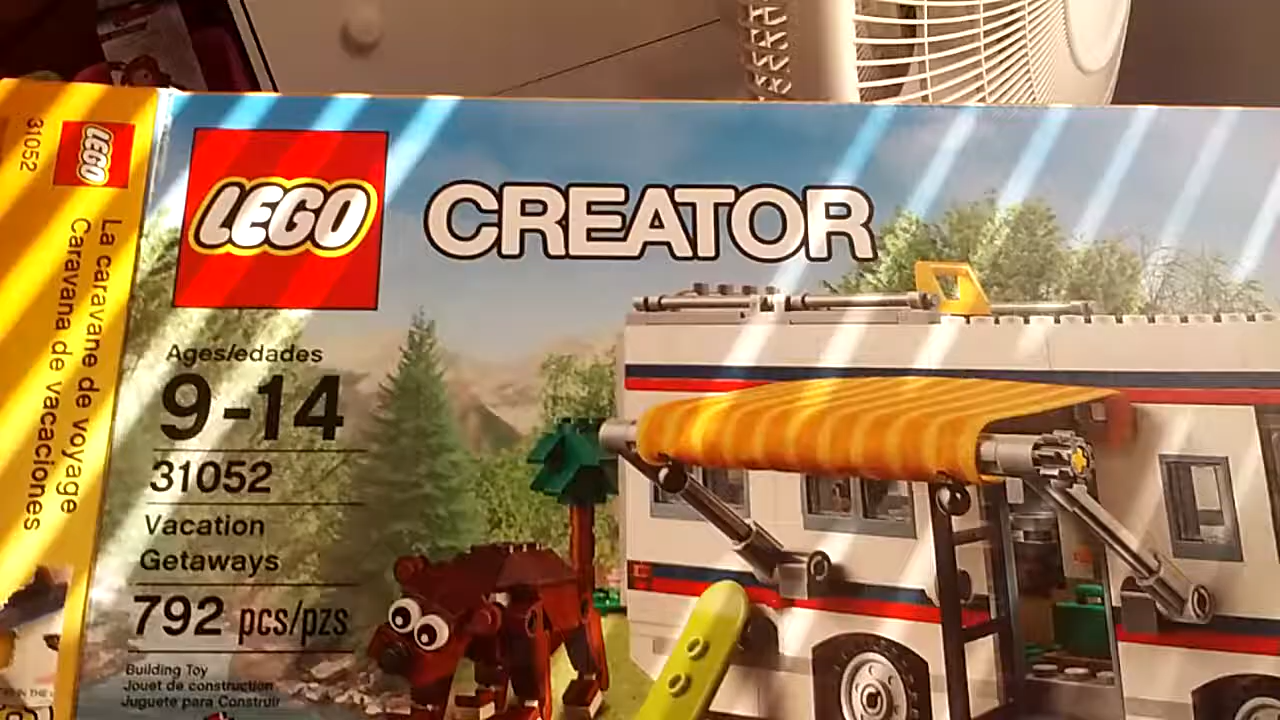 31052
LEGO
La caravane de voyage
Caravana de vacaciones
LEGO
CREATOR
Ages/edades
9-14
31052
Vacation
Getaways
792 pcs/pzs
Building Toy
Jouet de construction
Juguete para Construir